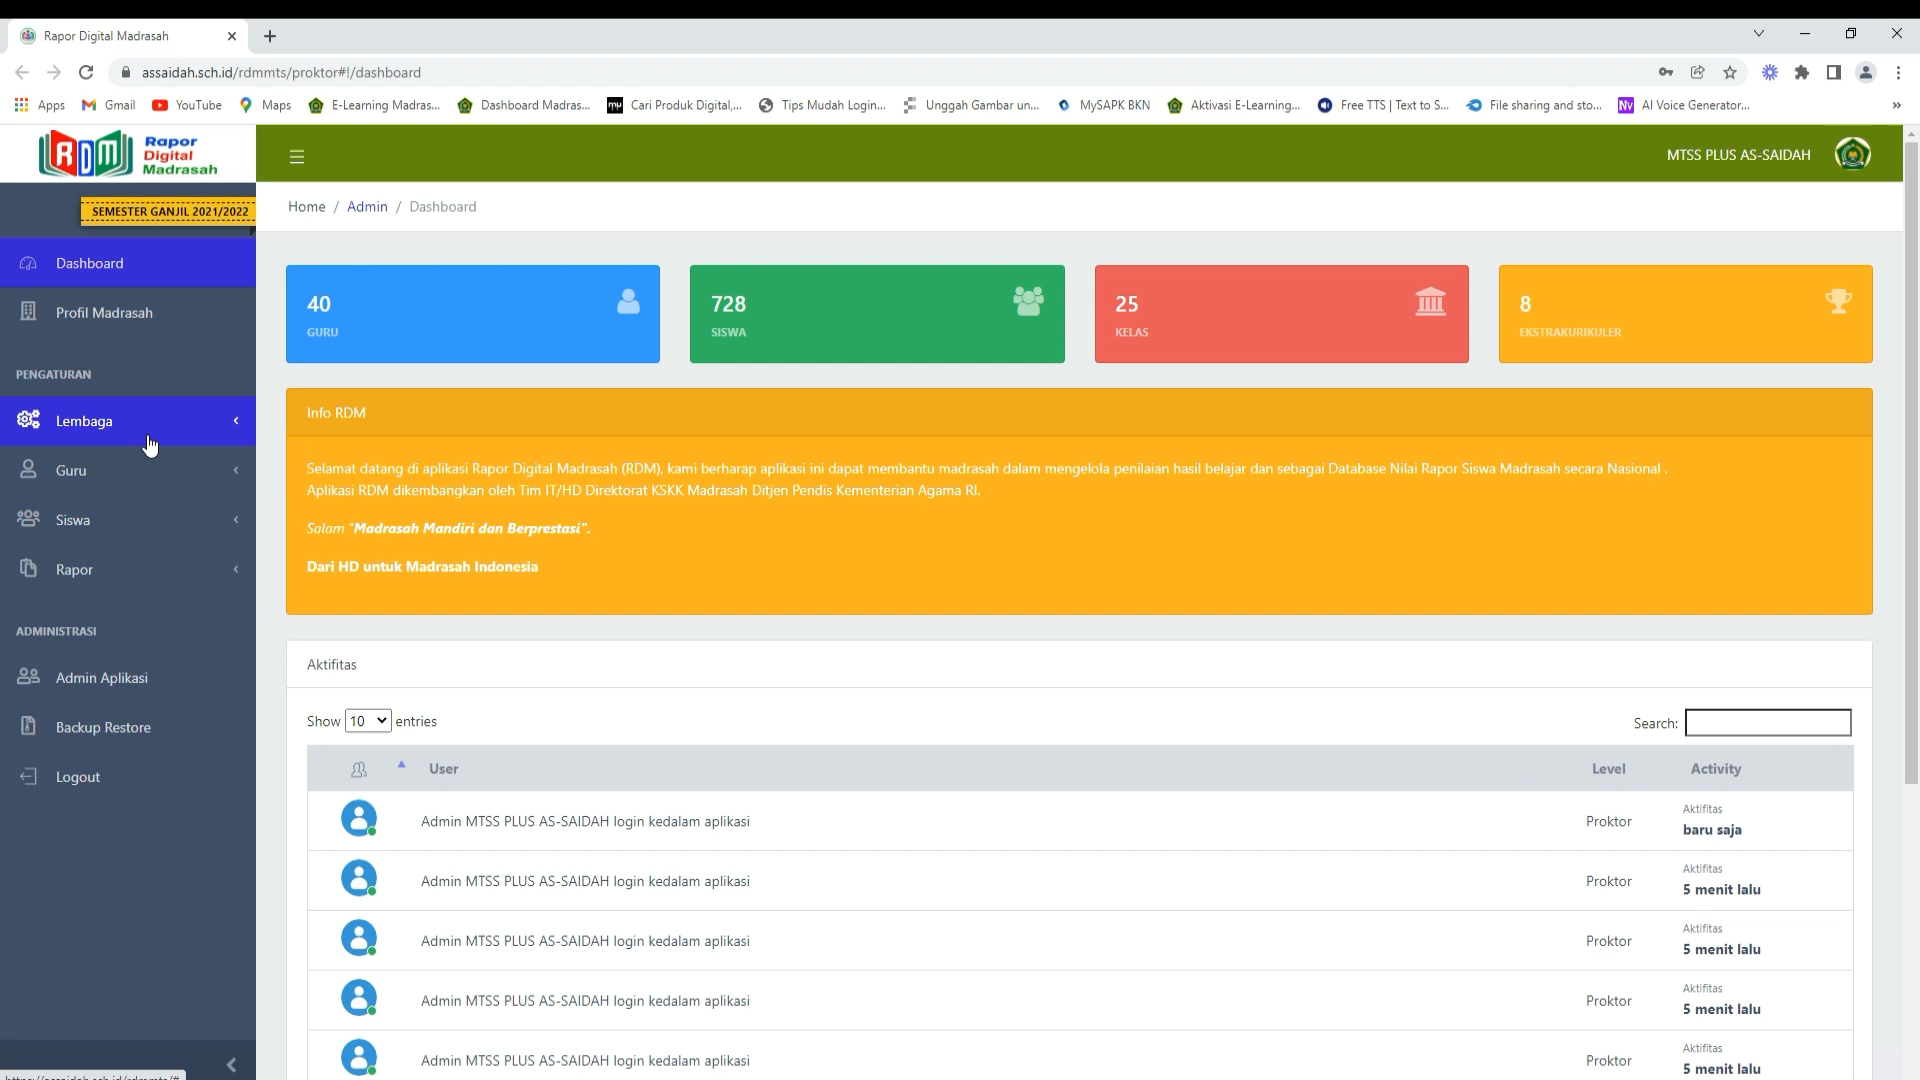 Rapor Digital Madrasah
assaidah.sch.id/rdmmts/proktor#!/dashboard
Apps Gmail YouTube Maps E-Learning Madras... Dashboard Madras... Cari Produk Digital,... Tips Mudah Login... Unggah Gambar un... MySAPK BKN Aktivasi E-Learning... Free TTS | Text to S... File sharing and sto... AI Voice Generator... »
RDM
Rapor
Digital
Madrasah
MTSS PLUS AS-SAIDAH
SEMESTER GANJIL 2021/2022
Home / Admin / Dashboard
Dashboard
Profil Madrasah
PENGATURAN
Lembaga
Guru
Siswa
Rapor
ADMINISTRASI
Admin Aplikasi
Backup Restore
Logout
40
GURU
728
SISWA
25
KELAS
8
EKSTRAKURIKULER
Info RDM
Selamat datang di aplikasi Rapor Digital Madrasah (RDM), kami berharap aplikasi ini dapat membantu madrasah dalam mengelola penilaian hasil belajar dan sebagai Database Nilai Rapor Siswa Madrasah secara Nasional .
Aplikasi RDM dikembangkan oleh Tim IT/HD Direktorat KSKK Madrasah Ditjen Pendis Kementerian Agama RI.
Salam "Madrasah Mandiri dan Berprestasi".
Dari HD untuk Madrasah Indonesia
Aktifitas
Show 10 entries
Search:
User Level Activity
Admin MTSS PLUS AS-SAIDAH login kedalam aplikasi Proktor Aktifitas
baru saja
Admin MTSS PLUS AS-SAIDAH login kedalam aplikasi Proktor Aktifitas
5 menit lalu
Admin MTSS PLUS AS-SAIDAH login kedalam aplikasi Proktor Aktifitas
5 menit lalu
Admin MTSS PLUS AS-SAIDAH login kedalam aplikasi Proktor Aktifitas
5 menit lalu
Admin MTSS PLUS AS-SAIDAH login kedalam aplikasi Proktor Aktifitas
5 menit lalu